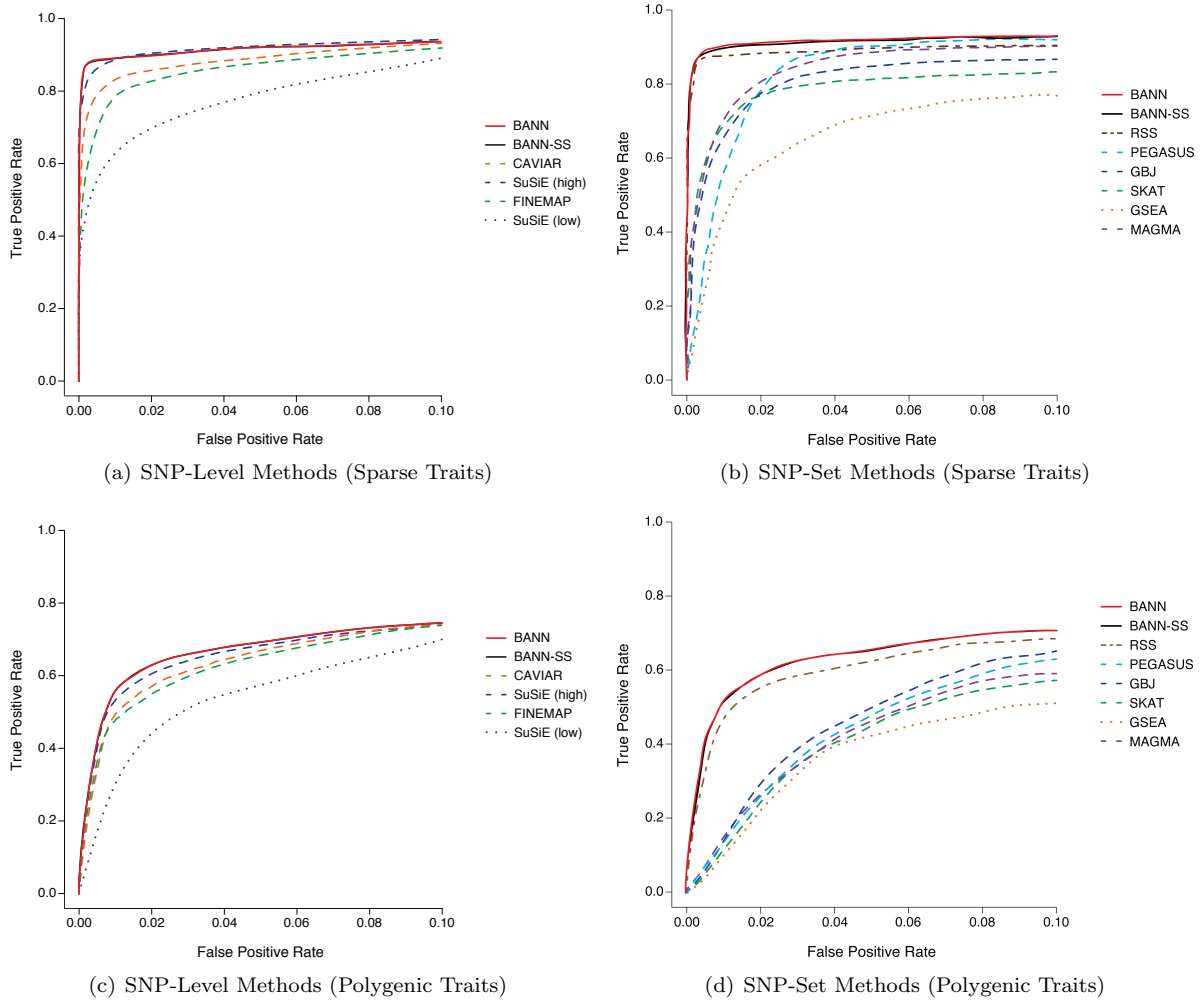 1.0
0.8
0.6
0.4
0.2
0.0
True Positive Rate
0.00 0.02 0.04 0.06 0.08 0.10
False Positive Rate
BANN
BANN-SS
CAVIAR
SuSiE (high)
FINEMAP
SuSiE (low)
(a) SNP-Level Methods (Sparse Traits)
1.0
0.8
0.6
0.4
0.2
0.0
True Positive Rate
0.00 0.02 0.04 0.06 0.08 0.10
False Positive Rate
BANN
BANN-SS
RSS
PEGASUS
GBJ
SKAT
GSEA
MAGMA
(b) SNP-Set Methods (Sparse Traits)
1.0
0.8
0.6
0.4
0.2
0.0
True Positive Rate
0.00 0.02 0.04 0.06 0.08 0.10
False Positive Rate
BANN
BANN-SS
CAVIAR
SuSiE (high)
FINEMAP
SuSiE (low)
(c) SNP-Level Methods (Polygenic Traits)
1.0
0.8
0.6
0.4
0.2
0.0
True Positive Rate
0.00 0.02 0.04 0.06 0.08 0.10
False Positive Rate
BANN
BANN-SS
RSS
PEGASUS
GBJ
SKAT
GSEA
MAGMA
(d) SNP-Set Methods (Polygenic Traits)